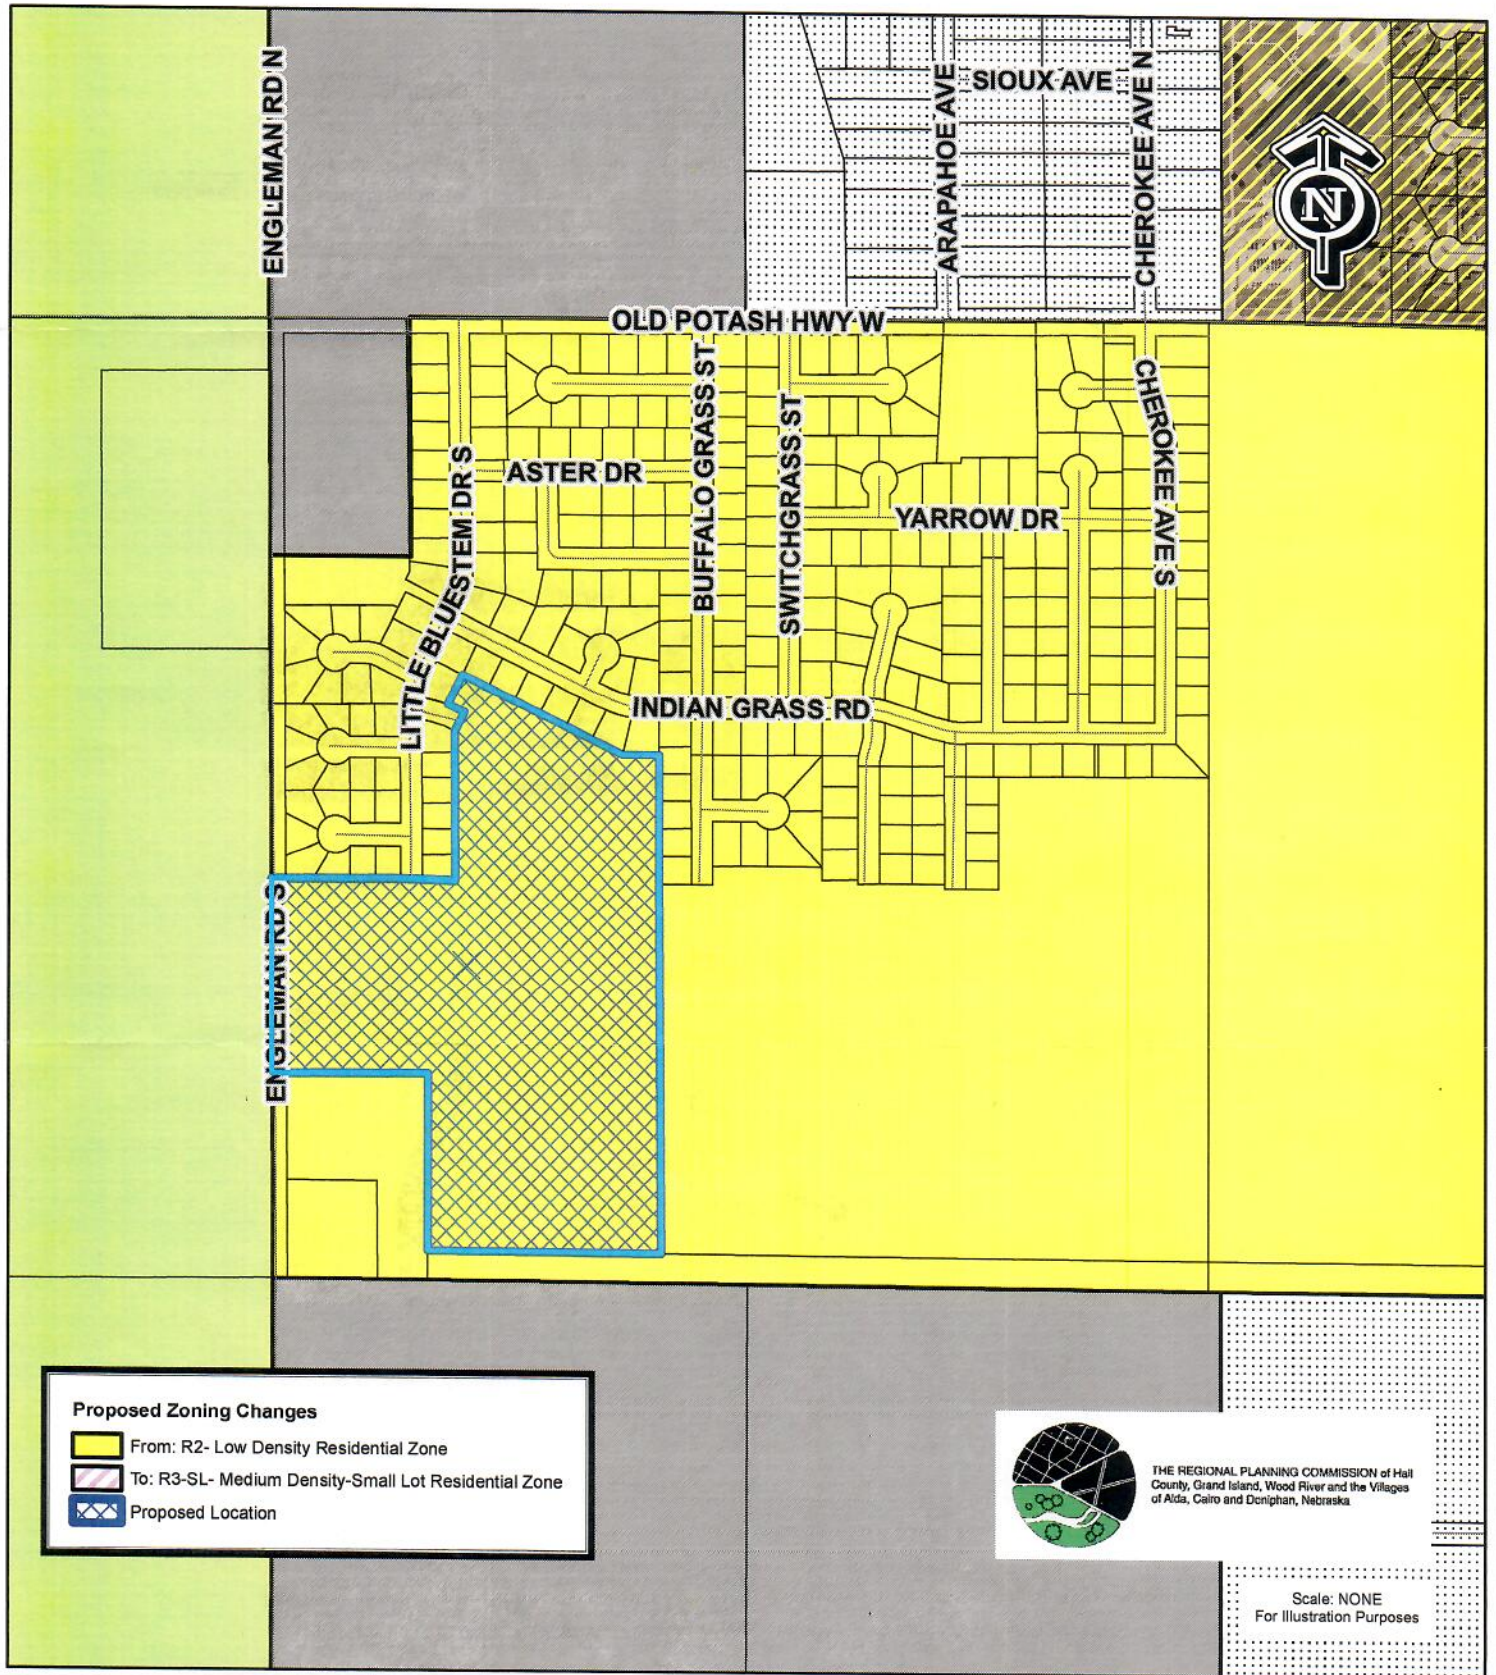 ENGLEMAN RD N
ARAPAHOE AVE
SIOUX AVE
CHEROKEE AVE N
N
OLD POTASH HWY W
LITTLE BLUESTEM DR S
ASTER DR
BUFFALO GRASS ST
SWITCHGRASS ST
YARROW DR
CHEROKEE AVE S
INDIAN GRASS RD
ENGLEMAN RD S
Proposed Zoning Changes
From: R2- Low Density Residential Zone
To: R3-SL- Medium Density-Small Lot Residential Zone
Proposed Location
THE REGIONAL PLANNING COMMISSION of Hall
County, Grand Island, Wood River and the Villages
of Alda, Cairo and Doniphan, Nebraska
Scale: NONE
For Illustration Purposes